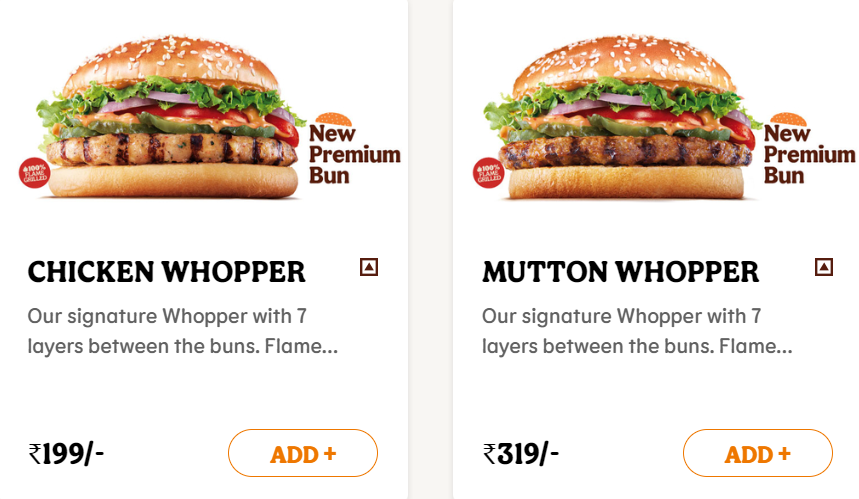 New
Premium
Bun
100%
FLAME
GRILLED
CHICKEN WHOPPER
Our signature Whopper with 7
layers between the buns. Flame...
₹199/-
ADD +
New
Premium
Bun
100%
FLAME
GRILLED
MUTTON WHOPPER
Our signature Whopper with 7
layers between the buns. Flame...
₹319/-
ADD +